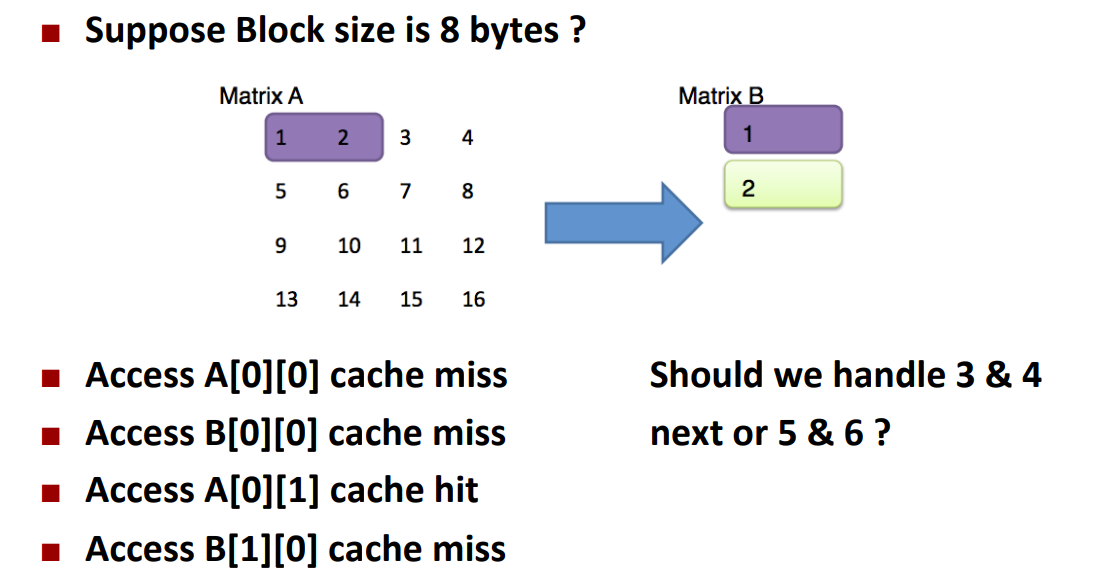 Suppose Block size is 8 bytes ?
Matrix A
1 2 3 4
5 6 7 8
9 10 11 12
13 14 15 16
Matrix B
1
2
Access A[0][0] cache miss
Access B[0][0] cache miss
Access A[0][1] cache hit
Access B[1][0] cache miss
Should we handle 3 & 4
next or 5 & 6 ?